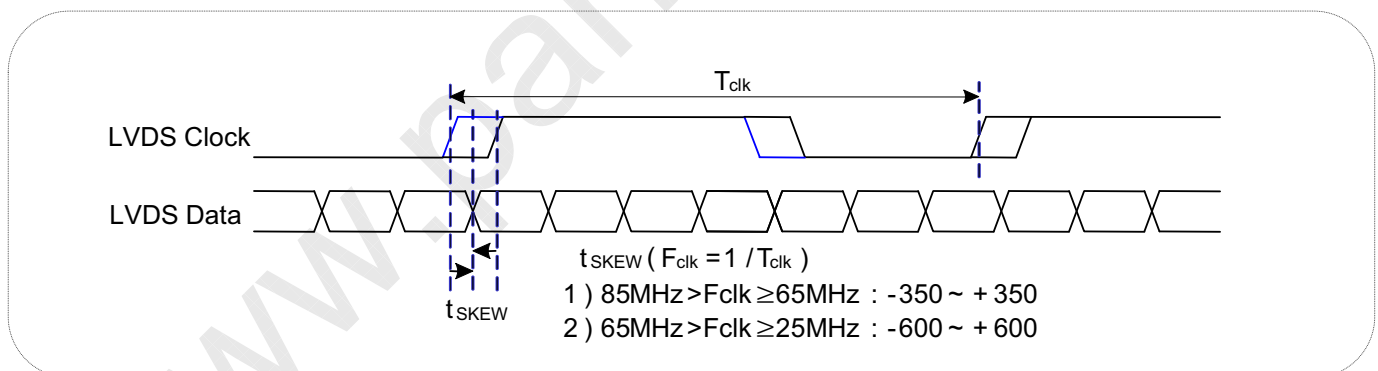 Tclk
LVDS Clock
LVDS Data
tSKEW ( Fclk = 1 / Tclk )
1 ) 85MHz >Fclk ≥65MHz : -350 ~ + 350
tSKEW
2 ) 65MHz >Fclk ≥25MHz : -600 ~ + 600